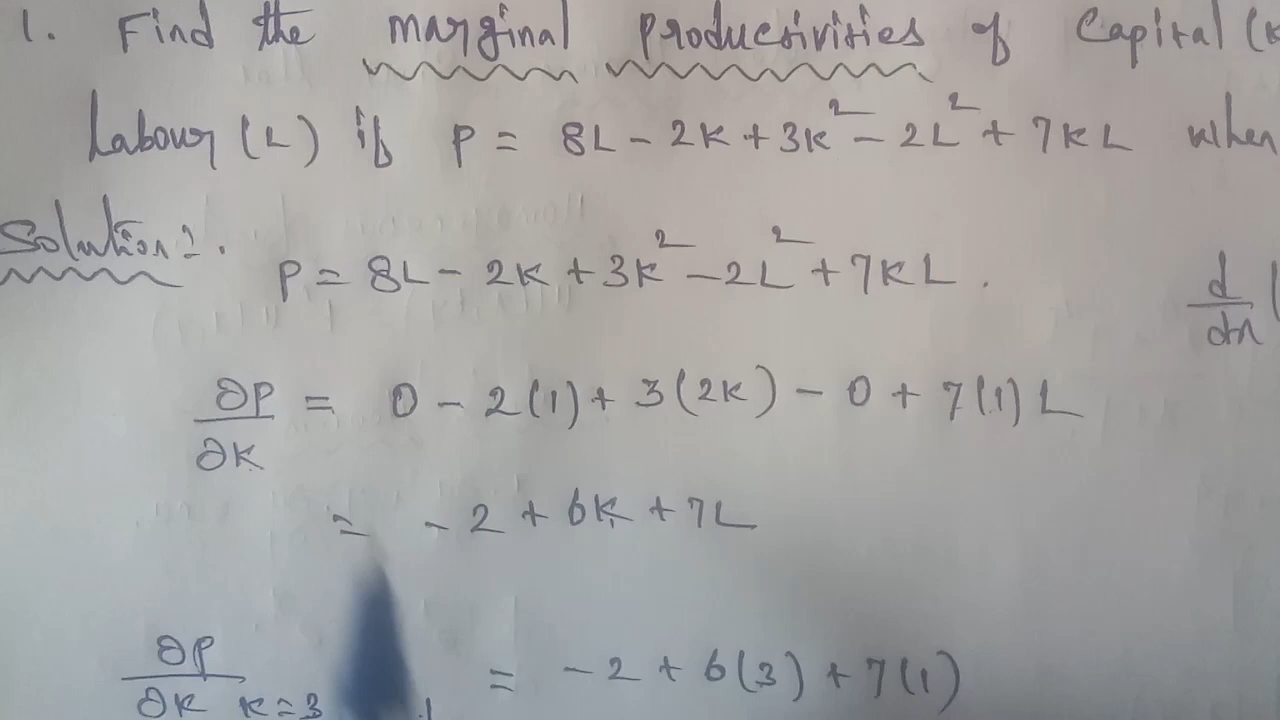 1. Find the marginal productivities of Capital (K
Labour (L) if P = 8L - 2K + 3K² - 2L² + 7KL when
Solution:.
P = 8L - 2K + 3K² - 2L² + 7KL.
d/dx (
∂P/∂K = 0 - 2(1) + 3(2K) - 0 + 7(1)L
= -2 + 6K + 7L
∂P/∂K K=3 = -2 + 6(3) + 7(1)